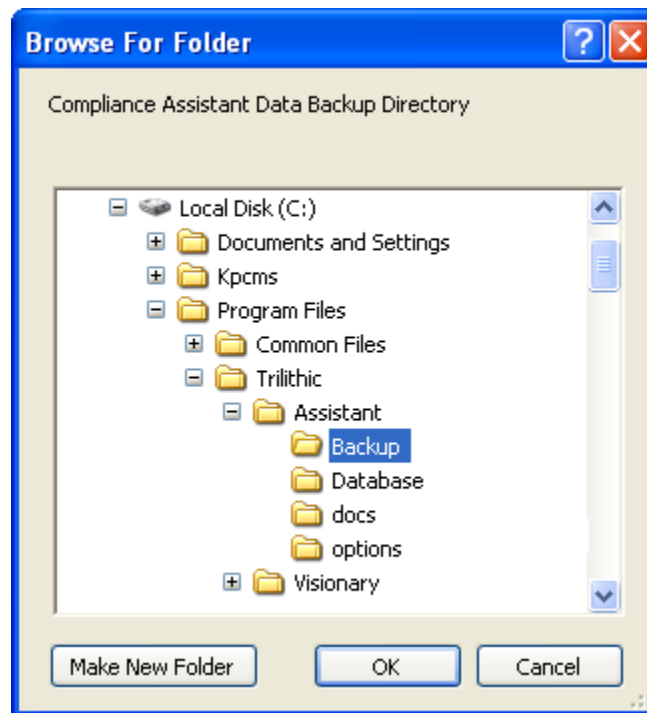 Browse For Folder
Compliance Assistant Data Backup Directory
Local Disk (C:)
Documents and Settings
Kpcms
Program Files
Common Files
Trilithic
Assistant
Backup
Database
docs
options
Visionary
Make New Folder OK Cancel